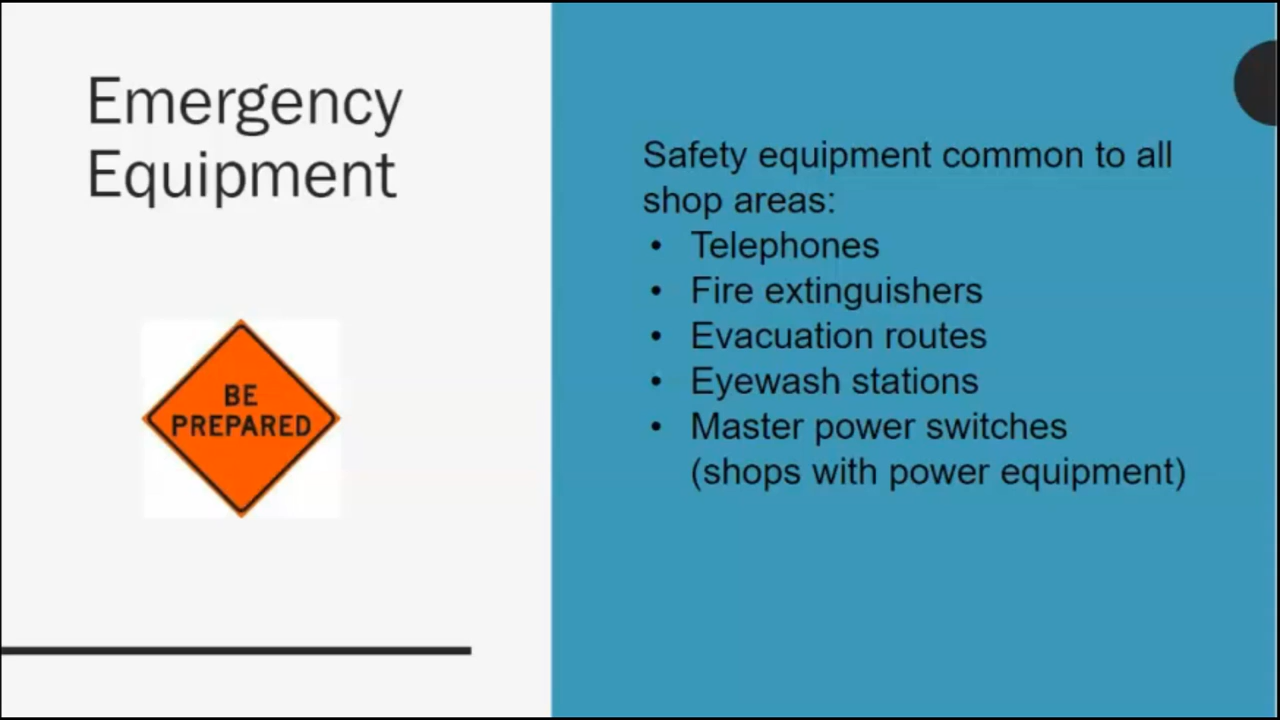 Emergency
Equipment
BE
PREPARED
Safety equipment common to all
shop areas:
• Telephones
• Fire extinguishers
• Evacuation routes
• Eyewash stations
• Master power switches
(shops with power equipment)